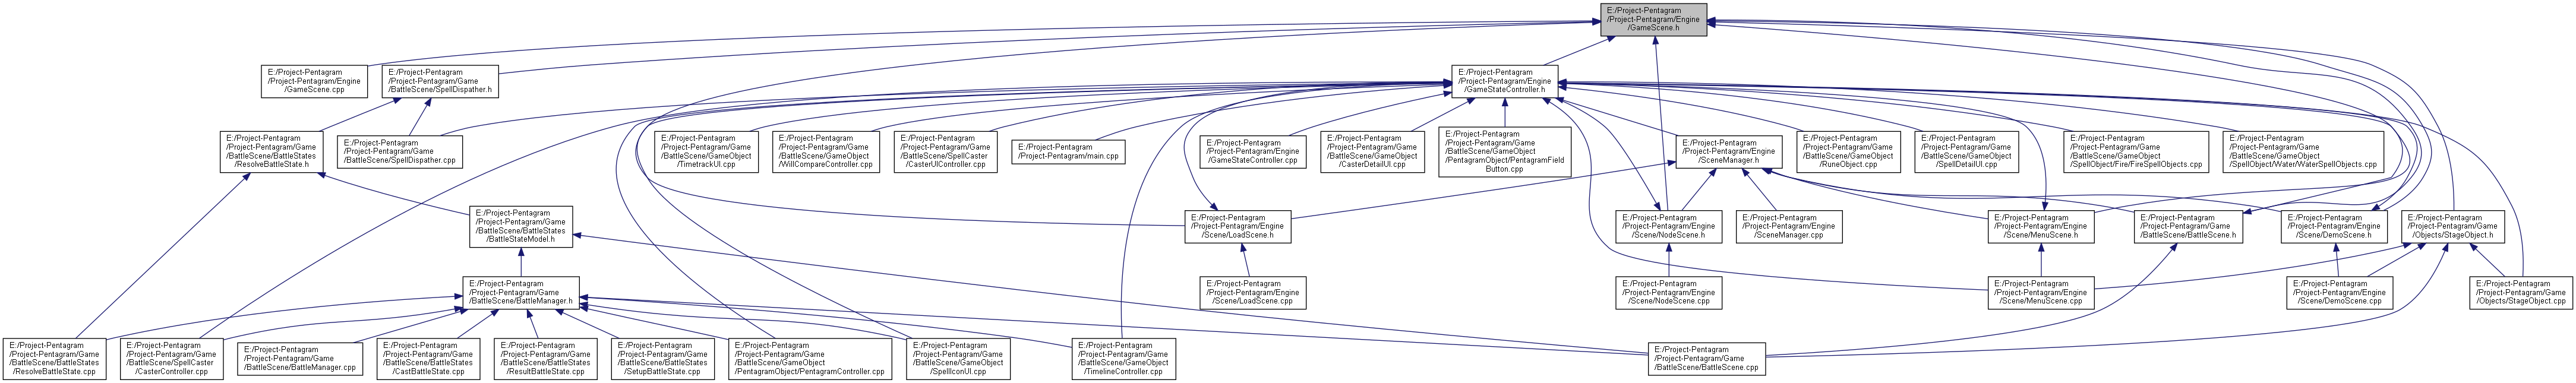 E:/Project-Pentagram
/Project-Pentagram/Engine
/GameScene.h
E:/Project-Pentagram
/Project-Pentagram/Engine
/GameScene.cpp
E:/Project-Pentagram
/Project-Pentagram/Game
/BattleScene/SpellDispather.h
E:/Project-Pentagram
/Project-Pentagram/Engine
/GameStateController.h
E:/Project-Pentagram
/Project-Pentagram/Game
/BattleScene/BattleStates
/ResolveBattleState.h
E:/Project-Pentagram
/Project-Pentagram/Game
/BattleScene/SpellDispather.cpp
E:/Project-Pentagram
/Project-Pentagram/Game
/BattleScene/GameObject
/TimetrackUI.cpp
E:/Project-Pentagram
/Project-Pentagram/Game
/BattleScene/GameObject
/WillCompareController.cpp
E:/Project-Pentagram
/Project-Pentagram/Game
/BattleScene/SpellCaster
/CasterUIController.cpp
E:/Project-Pentagram
/Project-Pentagram/main.cpp
E:/Project-Pentagram
/Project-Pentagram/Engine
/GameStateController.cpp
E:/Project-Pentagram
/Project-Pentagram/Game
/BattleScene/GameObject
/CasterDetailUI.cpp
E:/Project-Pentagram
/Project-Pentagram/Game
/BattleScene/GameObject
/PentagramObject/PentagramField
Button.cpp
E:/Project-Pentagram
/Project-Pentagram/Engine
/SceneManager.h
E:/Project-Pentagram
/Project-Pentagram/Game
/BattleScene/GameObject
/RuneObject.cpp
E:/Project-Pentagram
/Project-Pentagram/Game
/BattleScene/GameObject
/SpellDetailUI.cpp
E:/Project-Pentagram
/Project-Pentagram/Game
/BattleScene/GameObject
/SpellObject/Fire/FireSpellObjects.cpp
E:/Project-Pentagram
/Project-Pentagram/Game
/BattleScene/GameObject
/SpellObject/Water/WaterSpellObjects.cpp
E:/Project-Pentagram
/Project-Pentagram/Game
/BattleScene/BattleStates
/BattleStateModel.h
E:/Project-Pentagram
/Project-Pentagram/Engine
/Scene/LoadScene.h
E:/Project-Pentagram
/Project-Pentagram/Engine
/Scene/NodeScene.h
E:/Project-Pentagram
/Project-Pentagram/Engine
/SceneManager.cpp
E:/Project-Pentagram
/Project-Pentagram/Engine
/Scene/MenuScene.h
E:/Project-Pentagram
/Project-Pentagram/Game
/BattleScene/BattleScene.h
E:/Project-Pentagram
/Project-Pentagram/Engine
/Scene/DemoScene.h
E:/Project-Pentagram
/Project-Pentagram/Game
/Objects/StageObject.h
E:/Project-Pentagram
/Project-Pentagram/Game
/BattleScene/BattleManager.h
E:/Project-Pentagram
/Project-Pentagram/Engine
/Scene/LoadScene.cpp
E:/Project-Pentagram
/Project-Pentagram/Engine
/Scene/NodeScene.cpp
E:/Project-Pentagram
/Project-Pentagram/Engine
/Scene/MenuScene.cpp
E:/Project-Pentagram
/Project-Pentagram/Engine
/Scene/DemoScene.cpp
E:/Project-Pentagram
/Project-Pentagram/Game
/Objects/StageObject.cpp
E:/Project-Pentagram
/Project-Pentagram/Game
/BattleScene/BattleStates
/ResolveBattleState.cpp
E:/Project-Pentagram
/Project-Pentagram/Game
/BattleScene/SpellCaster
/CasterController.cpp
E:/Project-Pentagram
/Project-Pentagram/Game
/BattleScene/BattleManager.cpp
E:/Project-Pentagram
/Project-Pentagram/Game
/BattleScene/BattleStates
/CastBattleState.cpp
E:/Project-Pentagram
/Project-Pentagram/Game
/BattleScene/BattleStates
/ResultBattleState.cpp
E:/Project-Pentagram
/Project-Pentagram/Game
/BattleScene/BattleStates
/SetupBattleState.cpp
E:/Project-Pentagram
/Project-Pentagram/Game
/BattleScene/GameObject
/PentagramObject/PentagramController.cpp
E:/Project-Pentagram
/Project-Pentagram/Game
/BattleScene/GameObject
/SpellIconUI.cpp
E:/Project-Pentagram
/Project-Pentagram/Game
/BattleScene/GameObject
/TimelineController.cpp
E:/Project-Pentagram
/Project-Pentagram/Game
/BattleScene/BattleScene.cpp